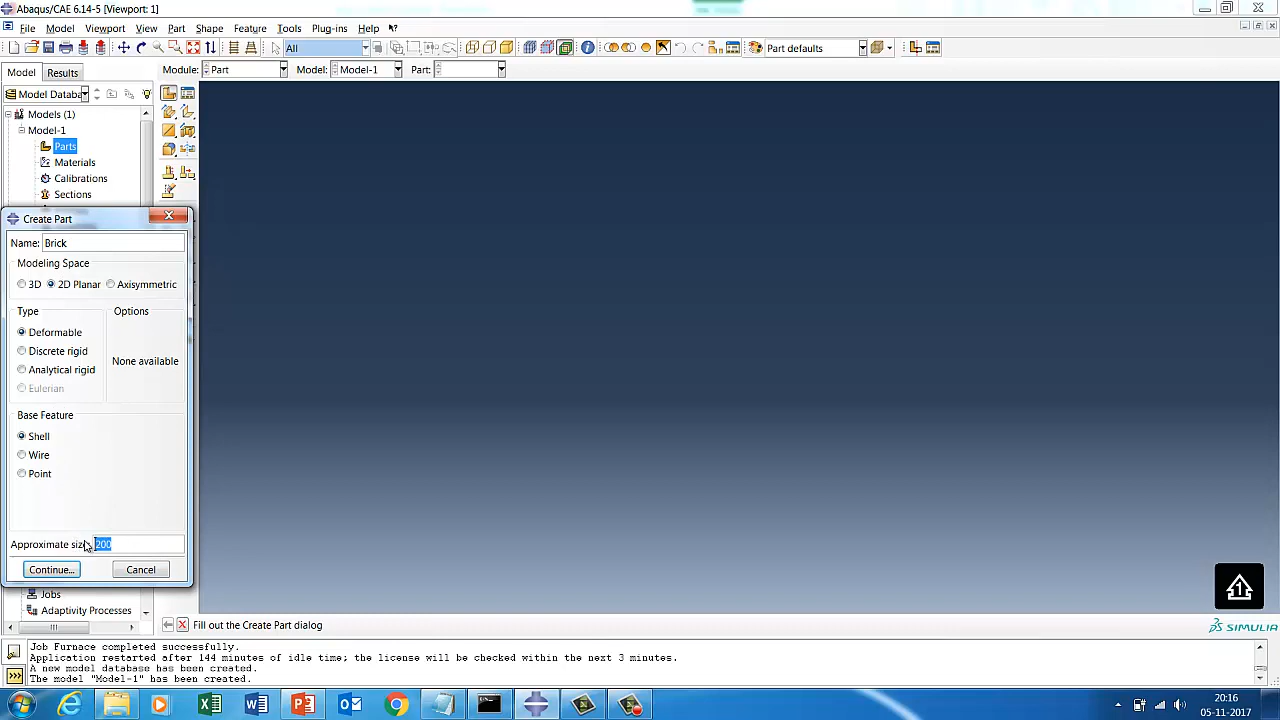 Abaqus/CAE 6.14-5 [Viewport: 1]
File Model Viewport View Part Shape Feature Tools Plug-ins Help
All Part defaults
Model Results Module: Part Model: Model-1 Part:
Model Databa
Models (1)
Model-1
Parts
Materials
Calibrations
Sections
Create Part
Name: Brick
Modeling Space
3D 2D Planar Axisymmetric
Type Options
Deformable
Discrete rigid
None available
Analytical rigid
Eulerian
Base Feature
Shell
Wire
Point
Approximate size: 200
Continue... Cancel
Jobs
Adaptivity Processes
Fill out the Create Part dialog
SIMULIA
Job Furnace completed successfully.
Application restarted after 144 minutes of idle time; the license will be checked within the next 3 minutes.
A new model database has been created.
The model "Model-1" has been created.
20:16
05-11-2017
1